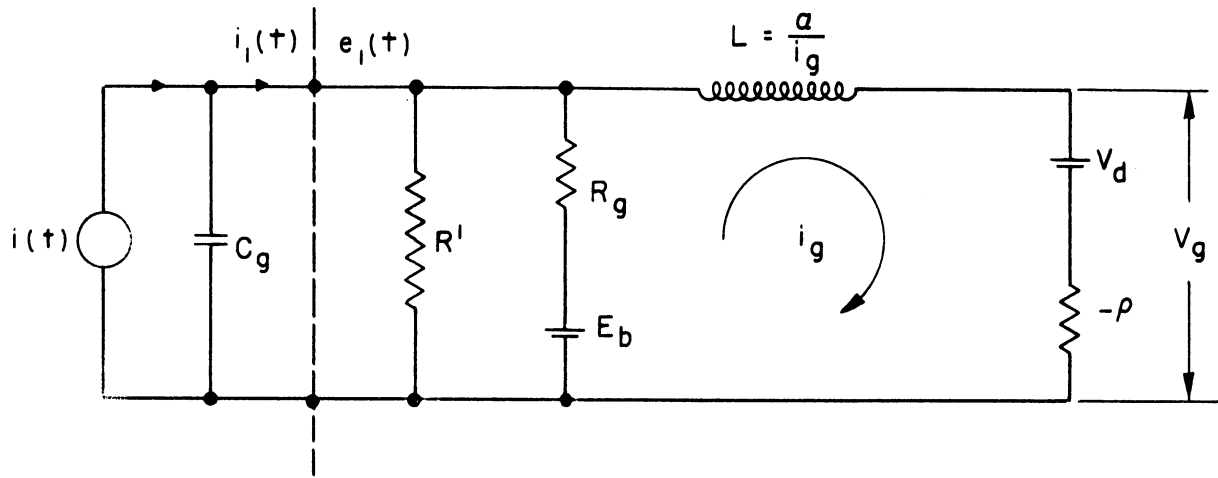 i₁(t)
e₁(t)
L = a/i_g
i(t)
C_g
R'
R_g
E_b
i_g
V_d
-ρ
V_g